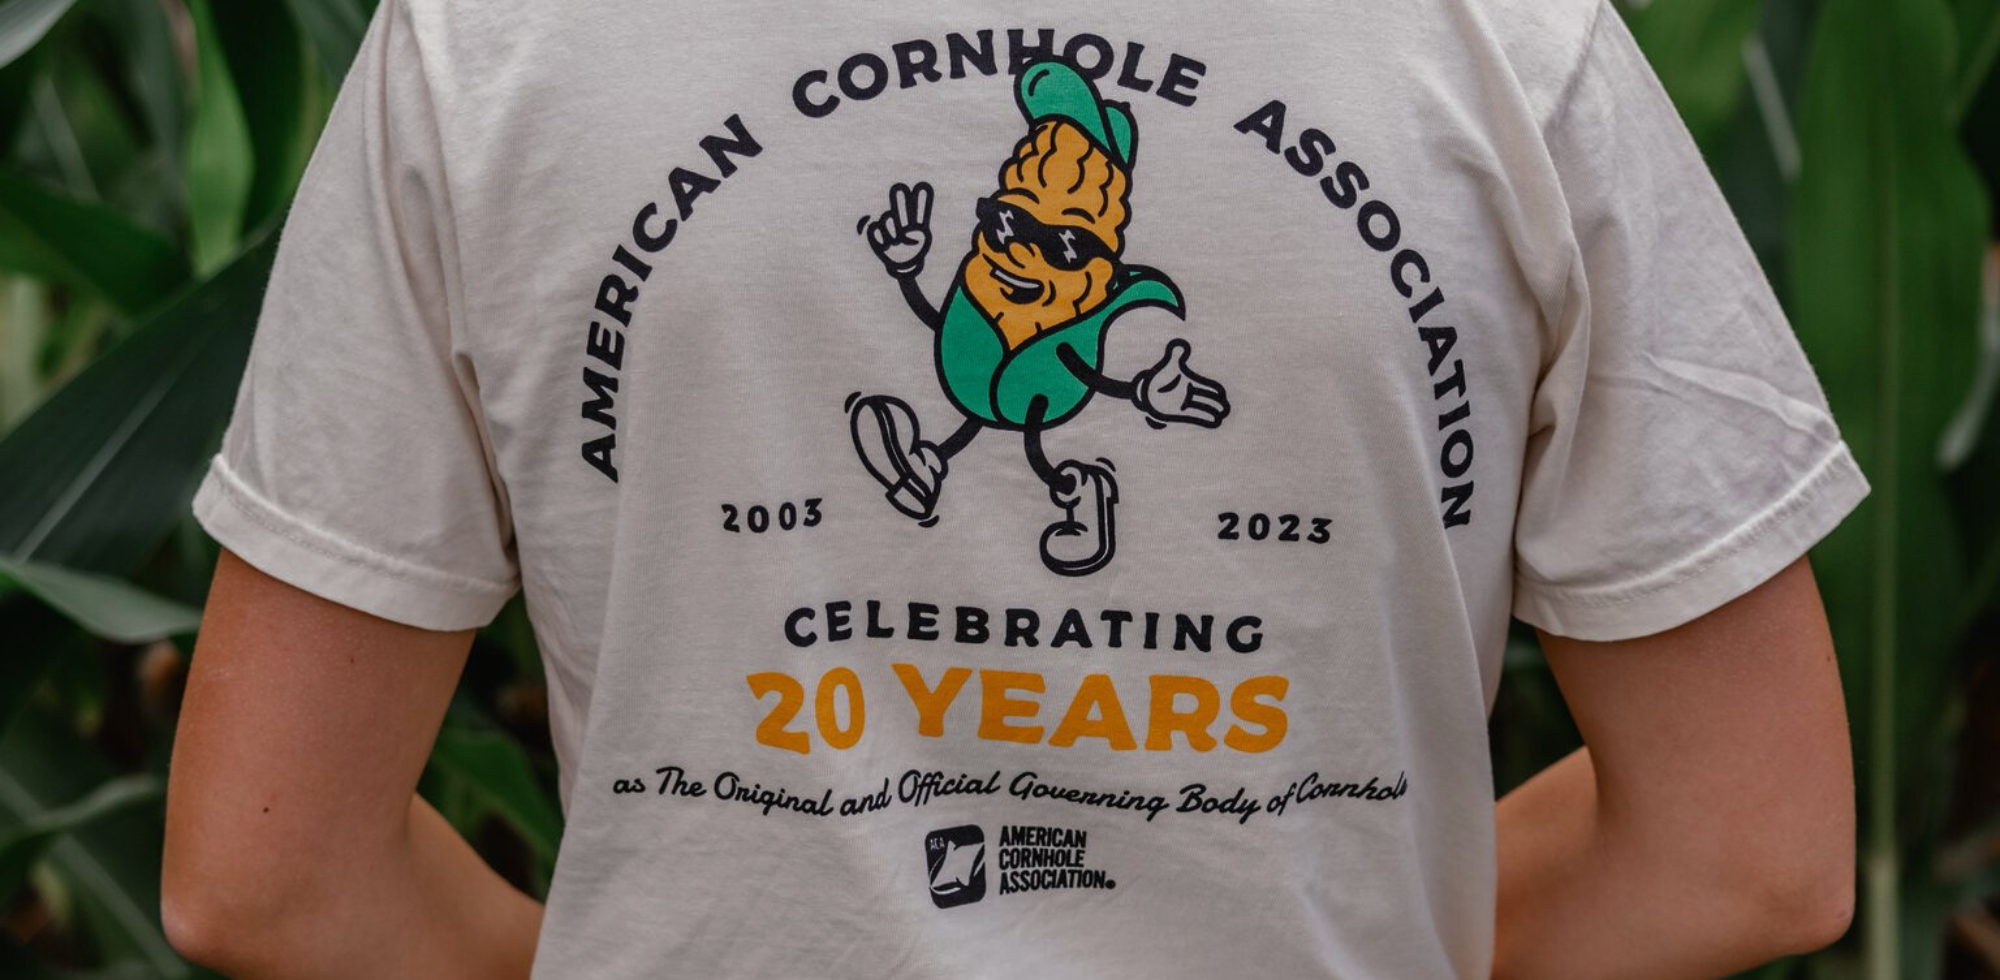 AMERICAN CORNHOLE ASSOCIATION
2003 2023
CELEBRATING
20 YEARS
as The Original and Official Governing Body of Cornhole
ACA
AMERICAN
CORNHOLE
ASSOCIATION®